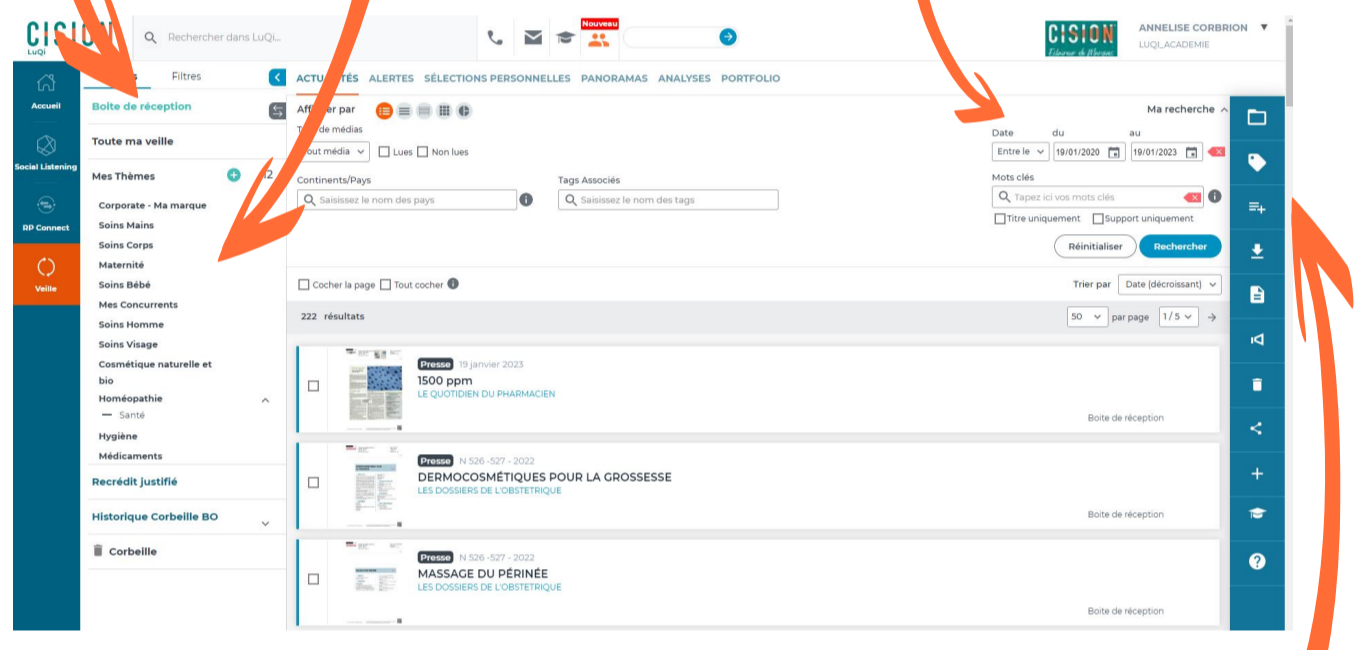 CISION
LuQi
Rechercher dans LuQi...
Nouveau
CISION
Fileuse de Marques
ANNELISE CORBRION
LUQI_ACADEMIE
Accueil
Social Listening
RP Connect
Veille
Filtres
Boite de réception
Toute ma veille
Mes Thèmes
Corporate - Ma marque
Soins Mains
Soins Corps
Maternité
Soins Bébé
Mes Concurrents
Soins Homme
Soins Visage
Cosmétique naturelle et
bio
Homéopathie
— Santé
Hygiène
Médicaments
Recrédit justifié
Historique Corbeille BO
Corbeille
ACTUALITÉS ALERTES SÉLECTIONS PERSONNELLES PANORAMAS ANALYSES PORTFOLIO
Afficher par
Ma recherche
de médias
Tout média Lues Non lues
Date du au
Entre le 19/01/2020 19/01/2023
Continents/Pays Tags Associés
Saisissez le nom des pays Saisissez le nom des tags
Mots clés
Tapez ici vos mots clés
Titre uniquement Support uniquement
Réinitialiser Rechercher
Cocher la page Tout cocher
Trier par Date (décroissant)
222 résultats
50 par page 1/5
Presse 19 janvier 2023
1500 ppm
LE QUOTIDIEN DU PHARMACIEN
Boite de réception
Presse N 526 -527 - 2022
DERMOCOSMÉTIQUES POUR LA GROSSESSE
LES DOSSIERS DE L'OBSTETRIQUE
Boite de réception
Presse N 526 -527 - 2022
MASSAGE DU PÉRINÉE
LES DOSSIERS DE L'OBSTETRIQUE
Boite de réception